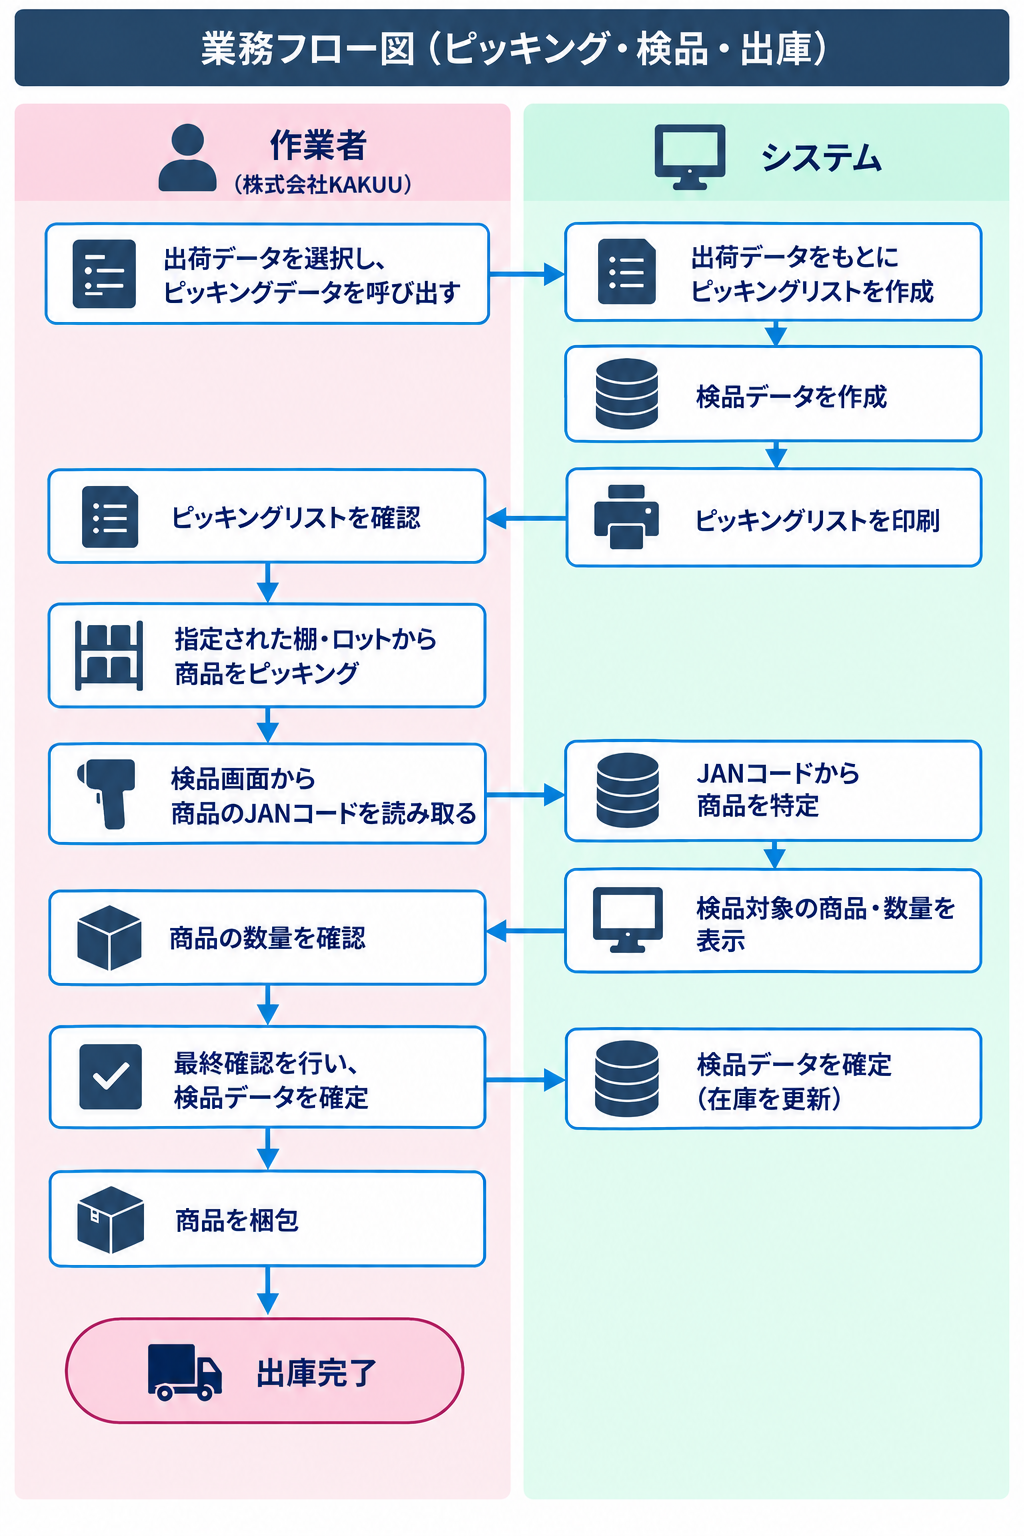 業務フロー図（ピッキング・検品・出庫）
作業者
（株式会社KAKUU）
システム
出荷データを選択し、
ピッキングデータを呼び出す
出荷データをもとに
ピッキングリストを作成
検品データを作成
ピッキングリストを印刷
ピッキングリストを確認
指定された棚・ロットから
商品をピッキング
検品画面から
商品のJANコードを読み取る
JANコードから
商品を特定
検品対象の商品・数量を
表示
商品の数量を確認
最終確認を行い、
検品データを確定
検品データを確定
（在庫を更新）
商品を梱包
出庫完了